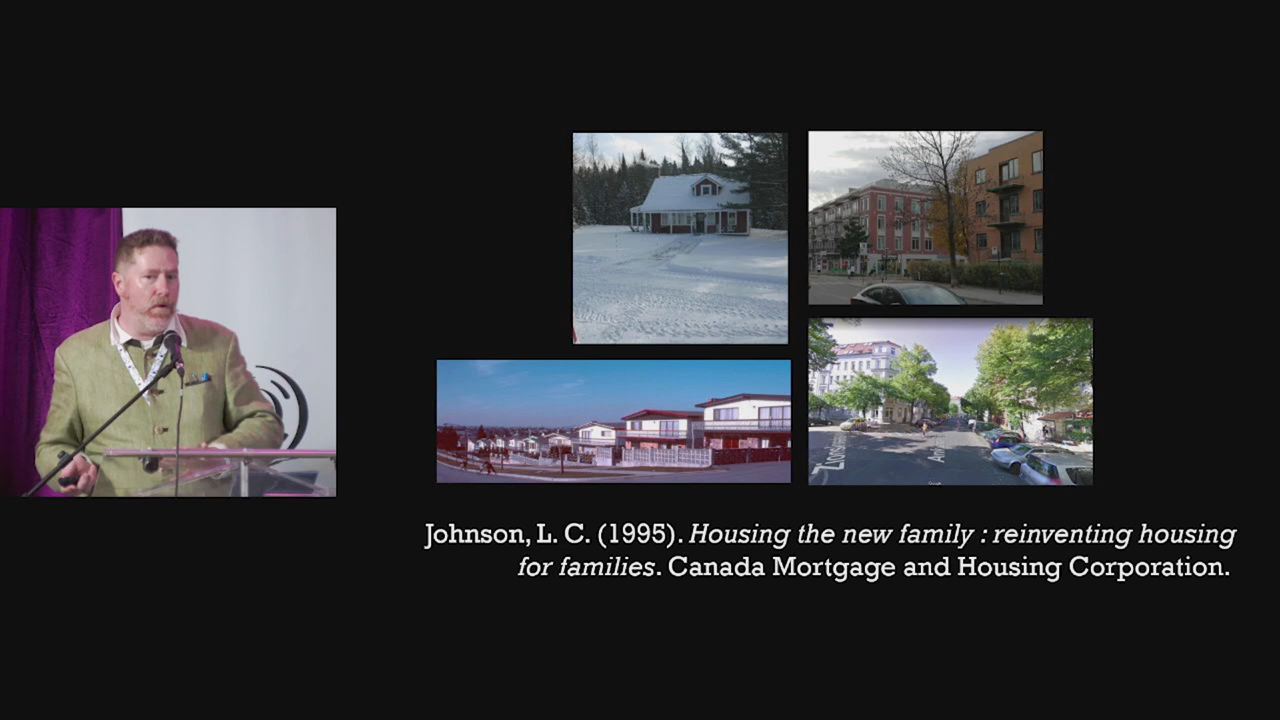 Johnson, L. C. (1995). Housing the new family : reinventing housing
for families. Canada Mortgage and Housing Corporation.